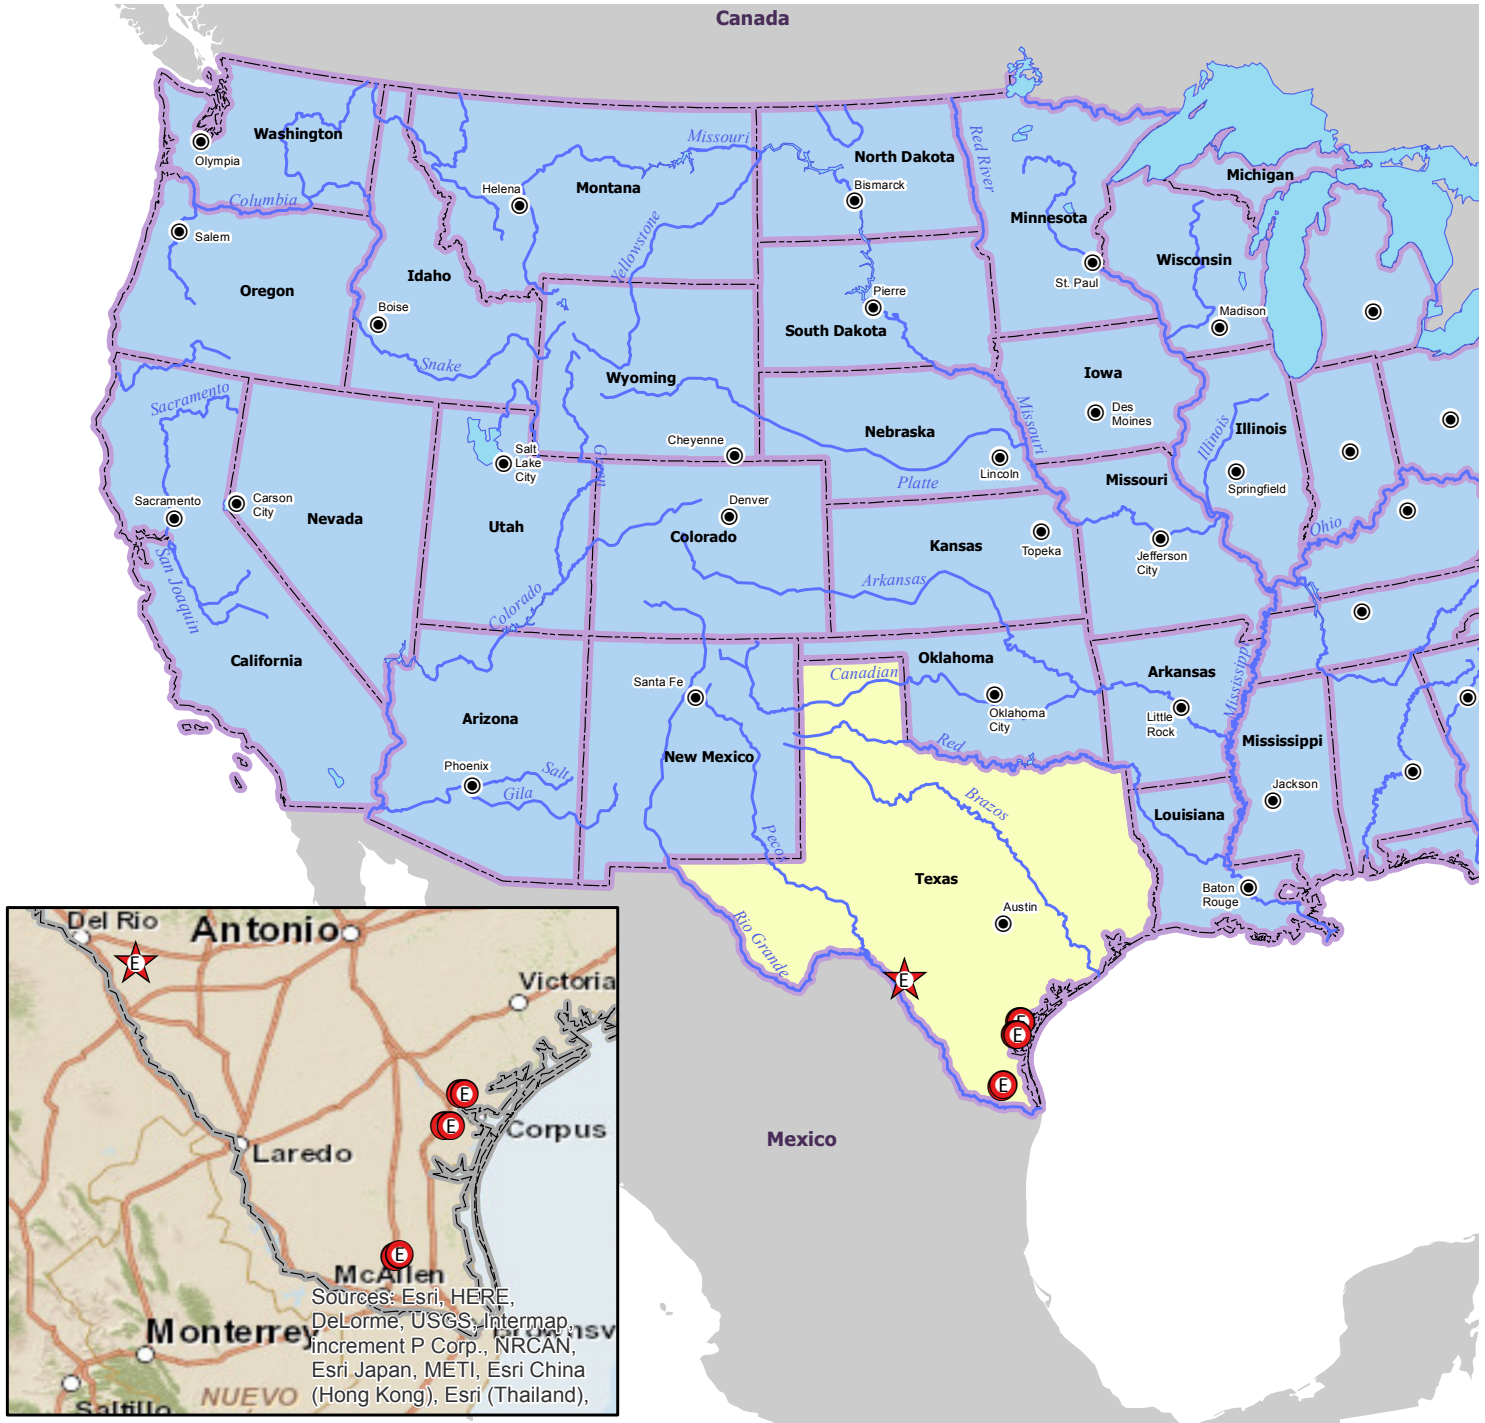 Canada
Washington
Olympia
Columbia
Salem
Oregon
Idaho
Boise
Snake
Helena
Montana
Missouri
Yellowstone
North Dakota
Bismarck
Red River
Minnesota
St. Paul
Michigan
Wisconsin
Madison
Pierre
South Dakota
Wyoming
Cheyenne
Iowa
Des
Moines
Nebraska
Lincoln
Platte
Missouri
Illinois
Illinois
Springfield
Sacramento
Sacramento
Carson
City
Nevada
Salt
Lake
City
Utah
Green
Denver
Colorado
Colorado
Kansas
Topeka
Missouri
Jefferson
City
Ohio
San Joaquin
California
Arkansas
Arizona
Phoenix
Salt
Gila
Santa Fe
New Mexico
Pecos
Canadian
Oklahoma
Oklahoma
City
Red
Arkansas
Little
Rock
Mississippi
Mississippi
Jackson
Louisiana
Baton
Rouge
Brazos
Texas
Austin
Rio Grande
E
E
E
E
Mexico
Del Rio
Antonio
E
Victoria
E
E
Corpus
Laredo
E
McAllen
Monterrey
NUEVO
Saltillo
Sources: Esri, HERE,
DeLorme, USGS, Intermap,
increment P Corp., NRCAN,
Esri Japan, METI, Esri China
(Hong Kong), Esri (Thailand),